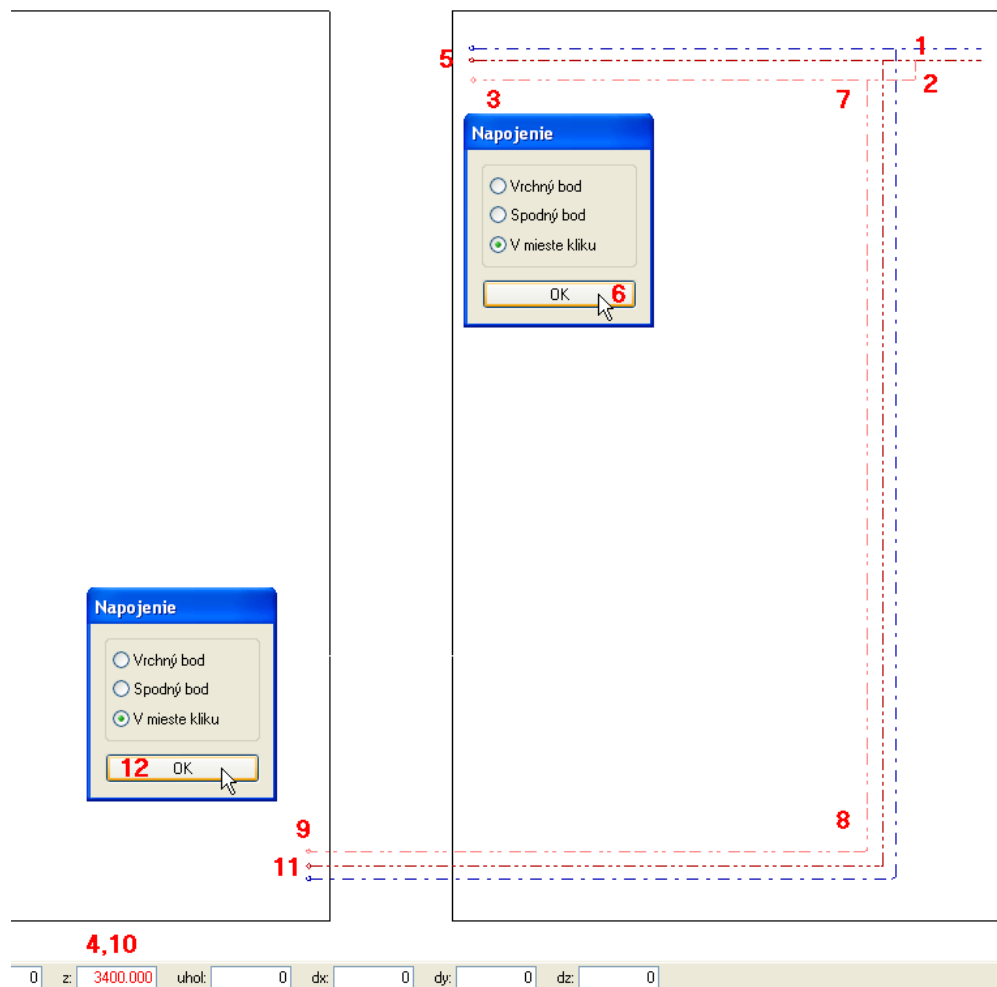 1
5
2
3
7
Napojenie
Vrchný bod
Spodný bod
V mieste kliku
OK 6
Napojenie
Vrchný bod
Spodný bod
V mieste kliku
12 OK
8
9
11
4,10
0 z: 3400.000 uhol: 0 dx: 0 dy: 0 dz: 0